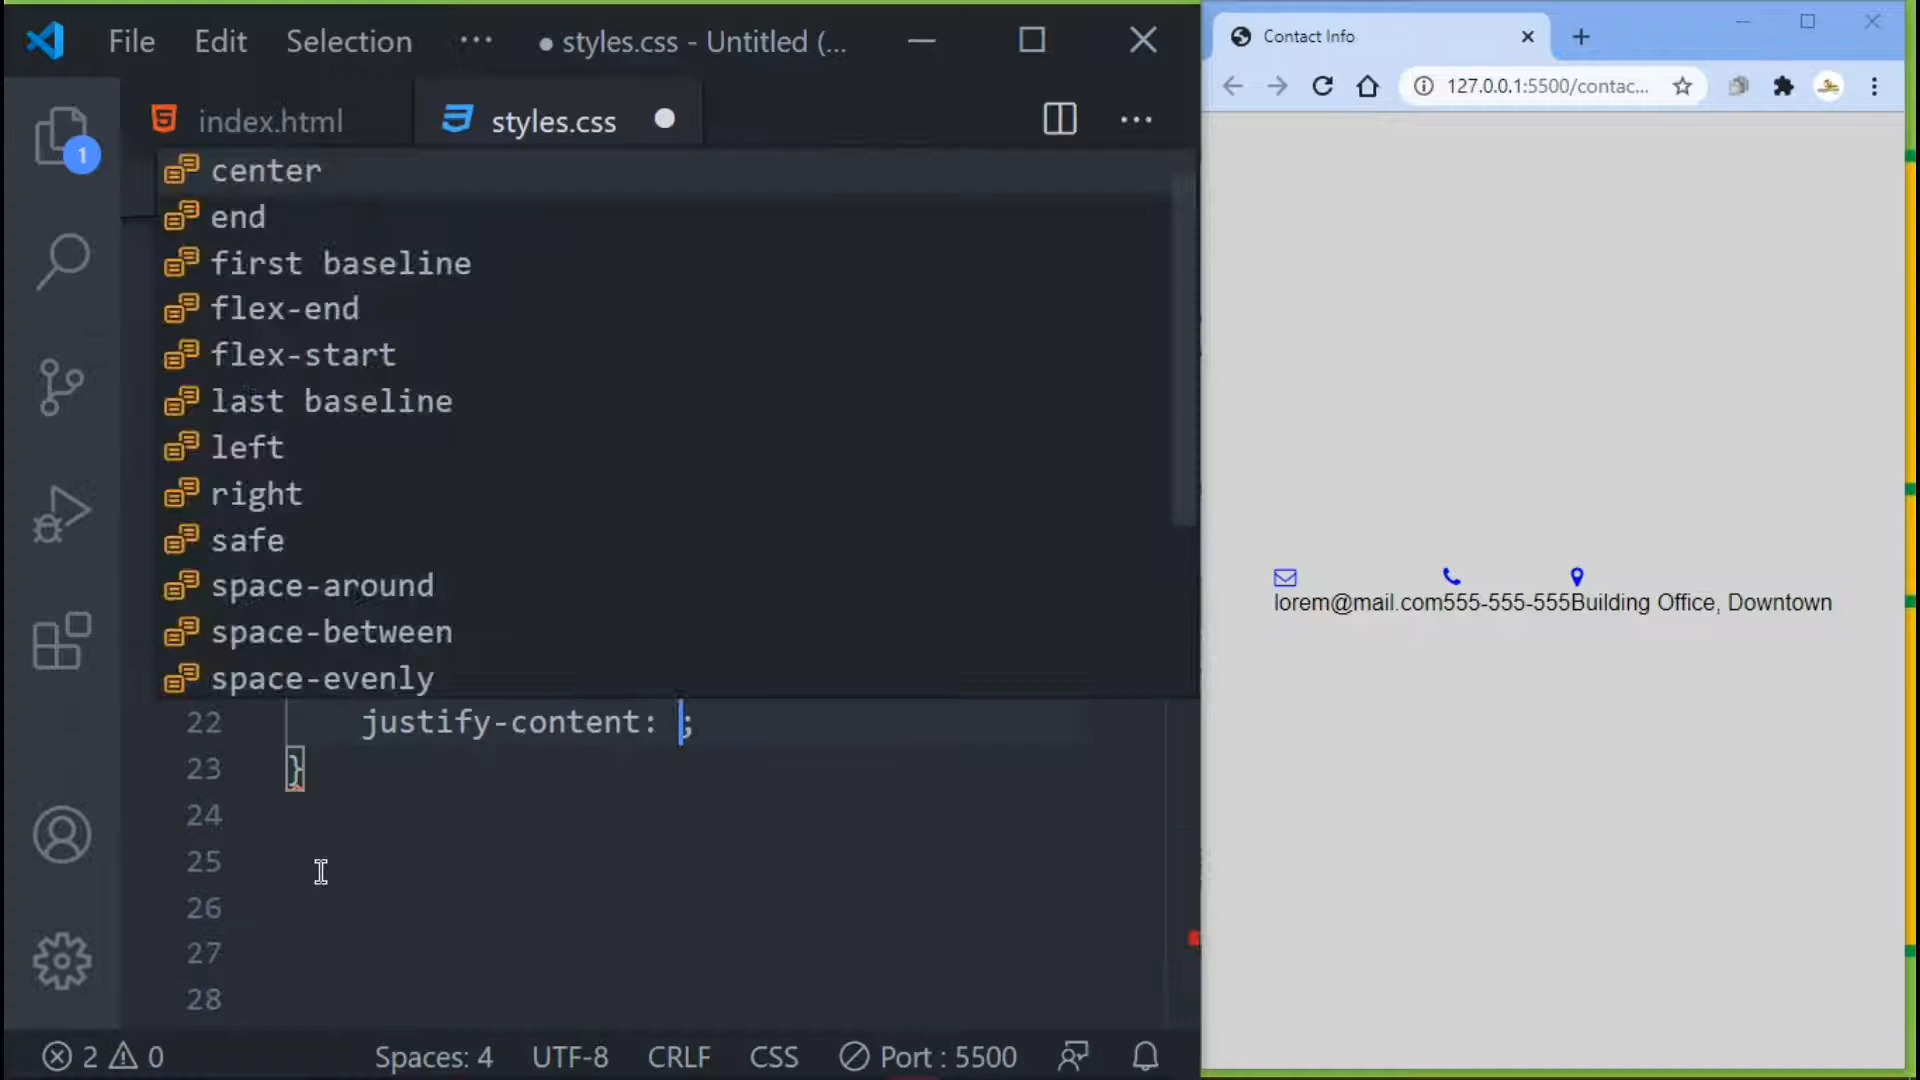 File Edit Selection ··· ● styles.css - Untitled (...
index.html styles.css
1
center
end
first baseline
flex-end
flex-start
last baseline
left
right
safe
space-around
space-between
space-evenly
22 justify-content: ;
23 }
24
25
26
27
28
2 0 Spaces: 4 UTF-8 CRLF CSS Port : 5500
Contact Info
127.0.0.1:5500/contac...
lorem@mail.com555-555-555Building Office, Downtown